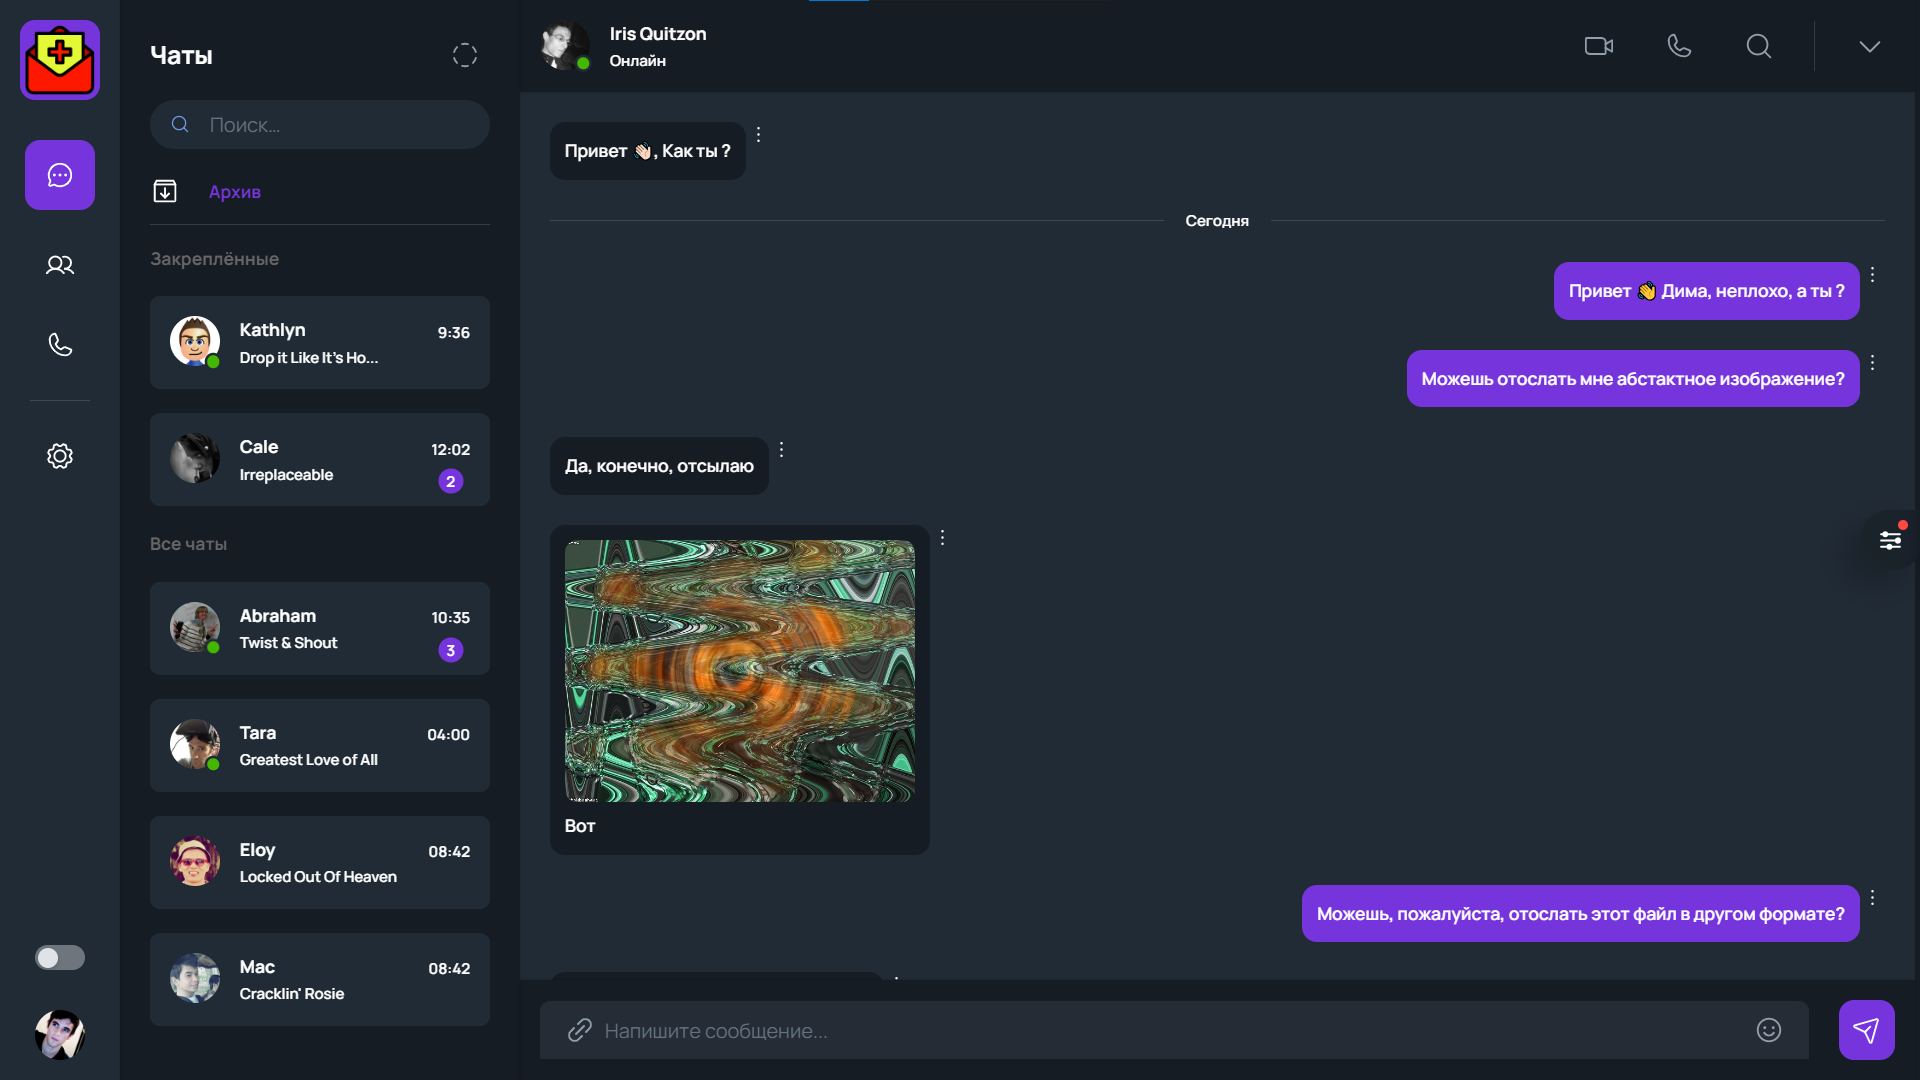 Чаты
Поиск...
Архив
Закреплённые
Kathlyn
9:36
Drop it Like It's Ho...
Cale
12:02
Irreplaceable
2
Все чаты
Abraham
10:35
Twist & Shout
3
Tara
04:00
Greatest Love of All
Eloy
08:42
Locked Out Of Heaven
Mac
08:42
Cracklin' Rosie
Iris Quitzon
Онлайн
Привет 👋🏻, Как ты ?
Сегодня
Привет 👋 Дима, неплохо, а ты ?
Можешь отослать мне абстактное изображение?
Да, конечно, отсылаю
Вот
Можешь, пожалуйста, отослать этот файл в другом формате?
Напишите сообщение...